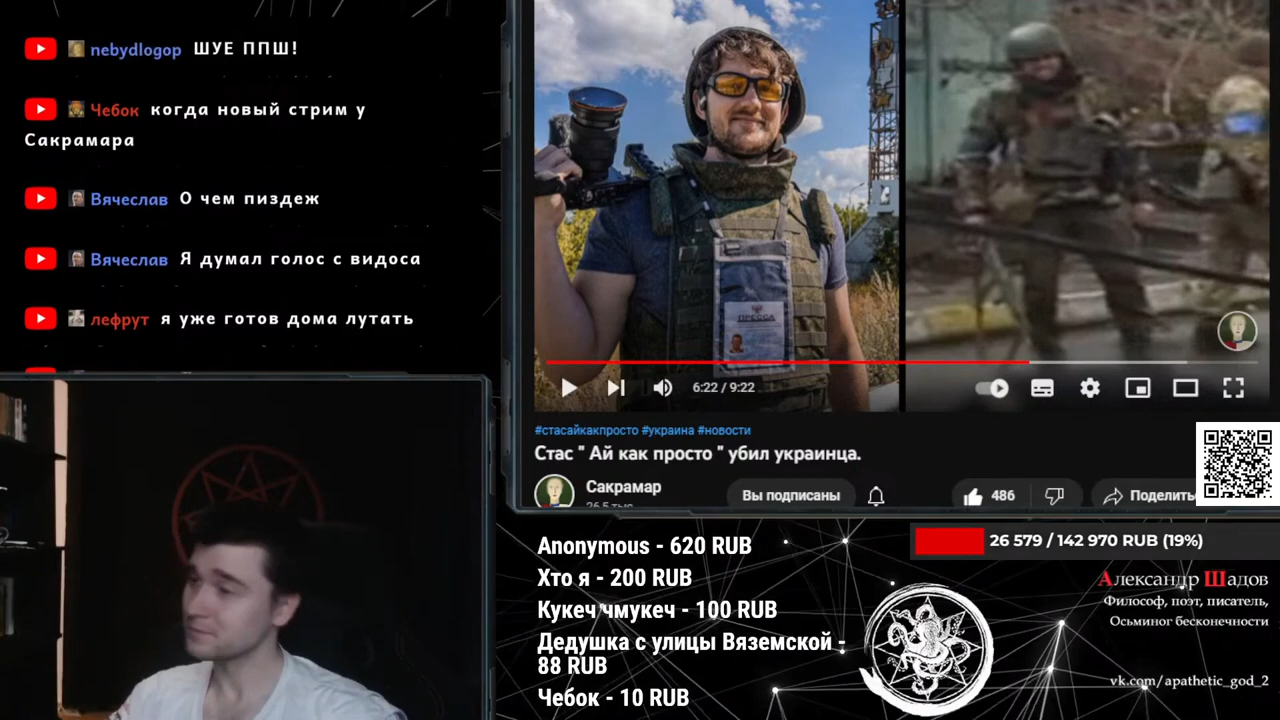 nebydlogop ШУЕ ППШ!
Чебок когда новый стрим у
Сакрамара
Вячеслав О чем пиздеж
Вячеслав Я думал голос с видоса
лефрут я уже готов дома лутать
ПРЕССА
6:22 / 9:22
#стасайкакпросто #украина #новости
Стас " Ай как просто " убил украинца.
Сакрамар
26,5 тыс.
Вы подписаны
486
Поделить
Anonymous - 620 RUB
Хто я - 200 RUB
Кукеч чмукеч - 100 RUB
Дедушка с улицы Вяземской -
88 RUB
Чебок - 10 RUB
26 579 / 142 970 RUB (19%)
Александр Шадов
Философ, поэт, писатель,
Осьминог бесконечности
vk.com/apathetic_god_2